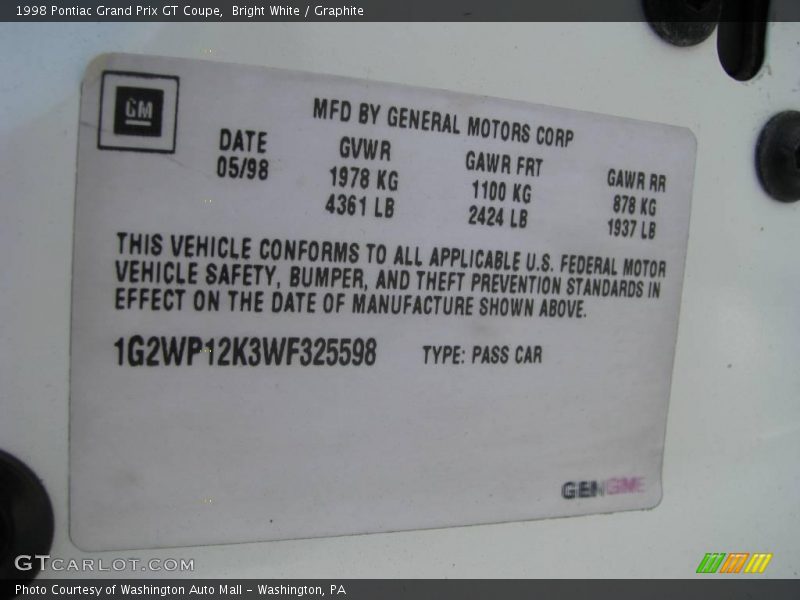 1998 Pontiac Grand Prix GT Coupe, Bright White / Graphite
GM
MFD BY GENERAL MOTORS CORP
DATE GVWR GAWR FRT GAWR RR
05/98 1978 KG 1100 KG 878 KG
4361 LB 2424 LB 1937 LB
THIS VEHICLE CONFORMS TO ALL APPLICABLE U.S. FEDERAL MOTOR
VEHICLE SAFETY, BUMPER, AND THEFT PREVENTION STANDARDS IN
EFFECT ON THE DATE OF MANUFACTURE SHOWN ABOVE.
1G2WP12K3WF325598 TYPE: PASS CAR
GTCARLOT.COM
Photo Courtesy of Washington Auto Mall - Washington, PA